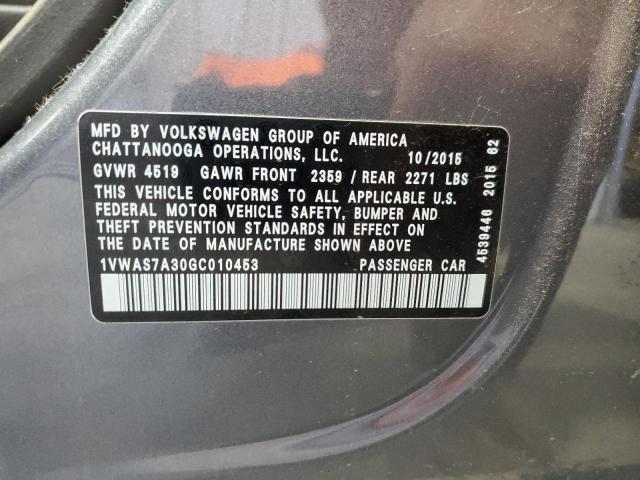 MFD BY VOLKSWAGEN GROUP OF AMERICA
CHATTANOOGA OPERATIONS, LLC. 10/2015
GVWR 4519 GAWR FRONT 2359 / REAR 2271 LBS
THIS VEHICLE CONFORMS TO ALL APPLICABLE U.S.
FEDERAL MOTOR VEHICLE SAFETY, BUMPER AND
THEFT PREVENTION STANDARDS IN EFFECT ON
THE DATE OF MANUFACTURE SHOWN ABOVE
1VWAS7A30GC010453 PASSENGER CAR
4539446 2015 62